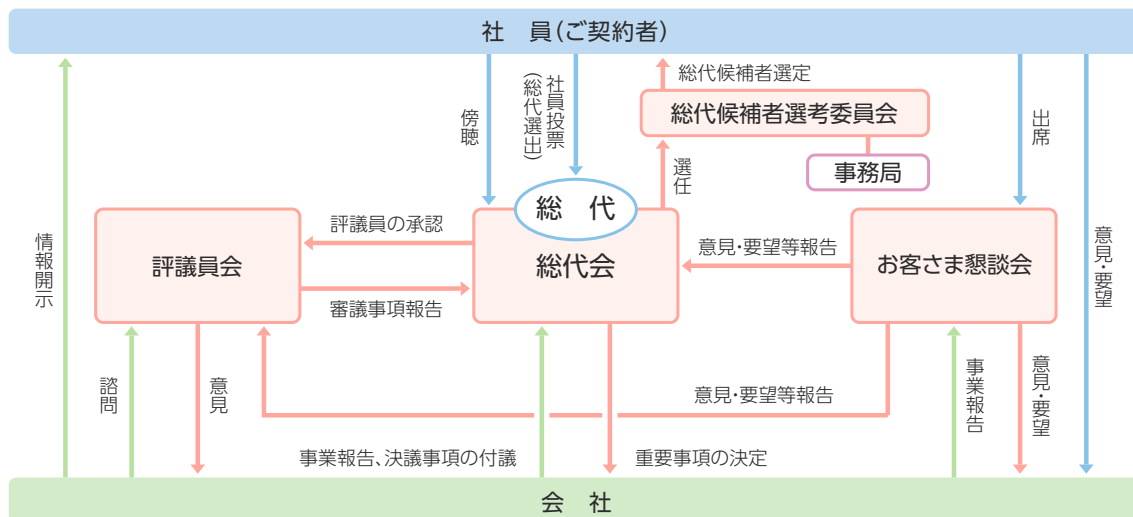 社　員（ご契約者）
総代候補者選定
社員投票
（総代選出）
傍聴
総代候補者選考委員会
出席
選任
事務局
総　代
情報開示
評議員の承認
意見・要望等報告
意見・要望
評議員会
総代会
お客さま懇談会
審議事項報告
諮問
意見
意見・要望等報告
事業報告
意見・要望
事業報告、決議事項の付議
重要事項の決定
会　社